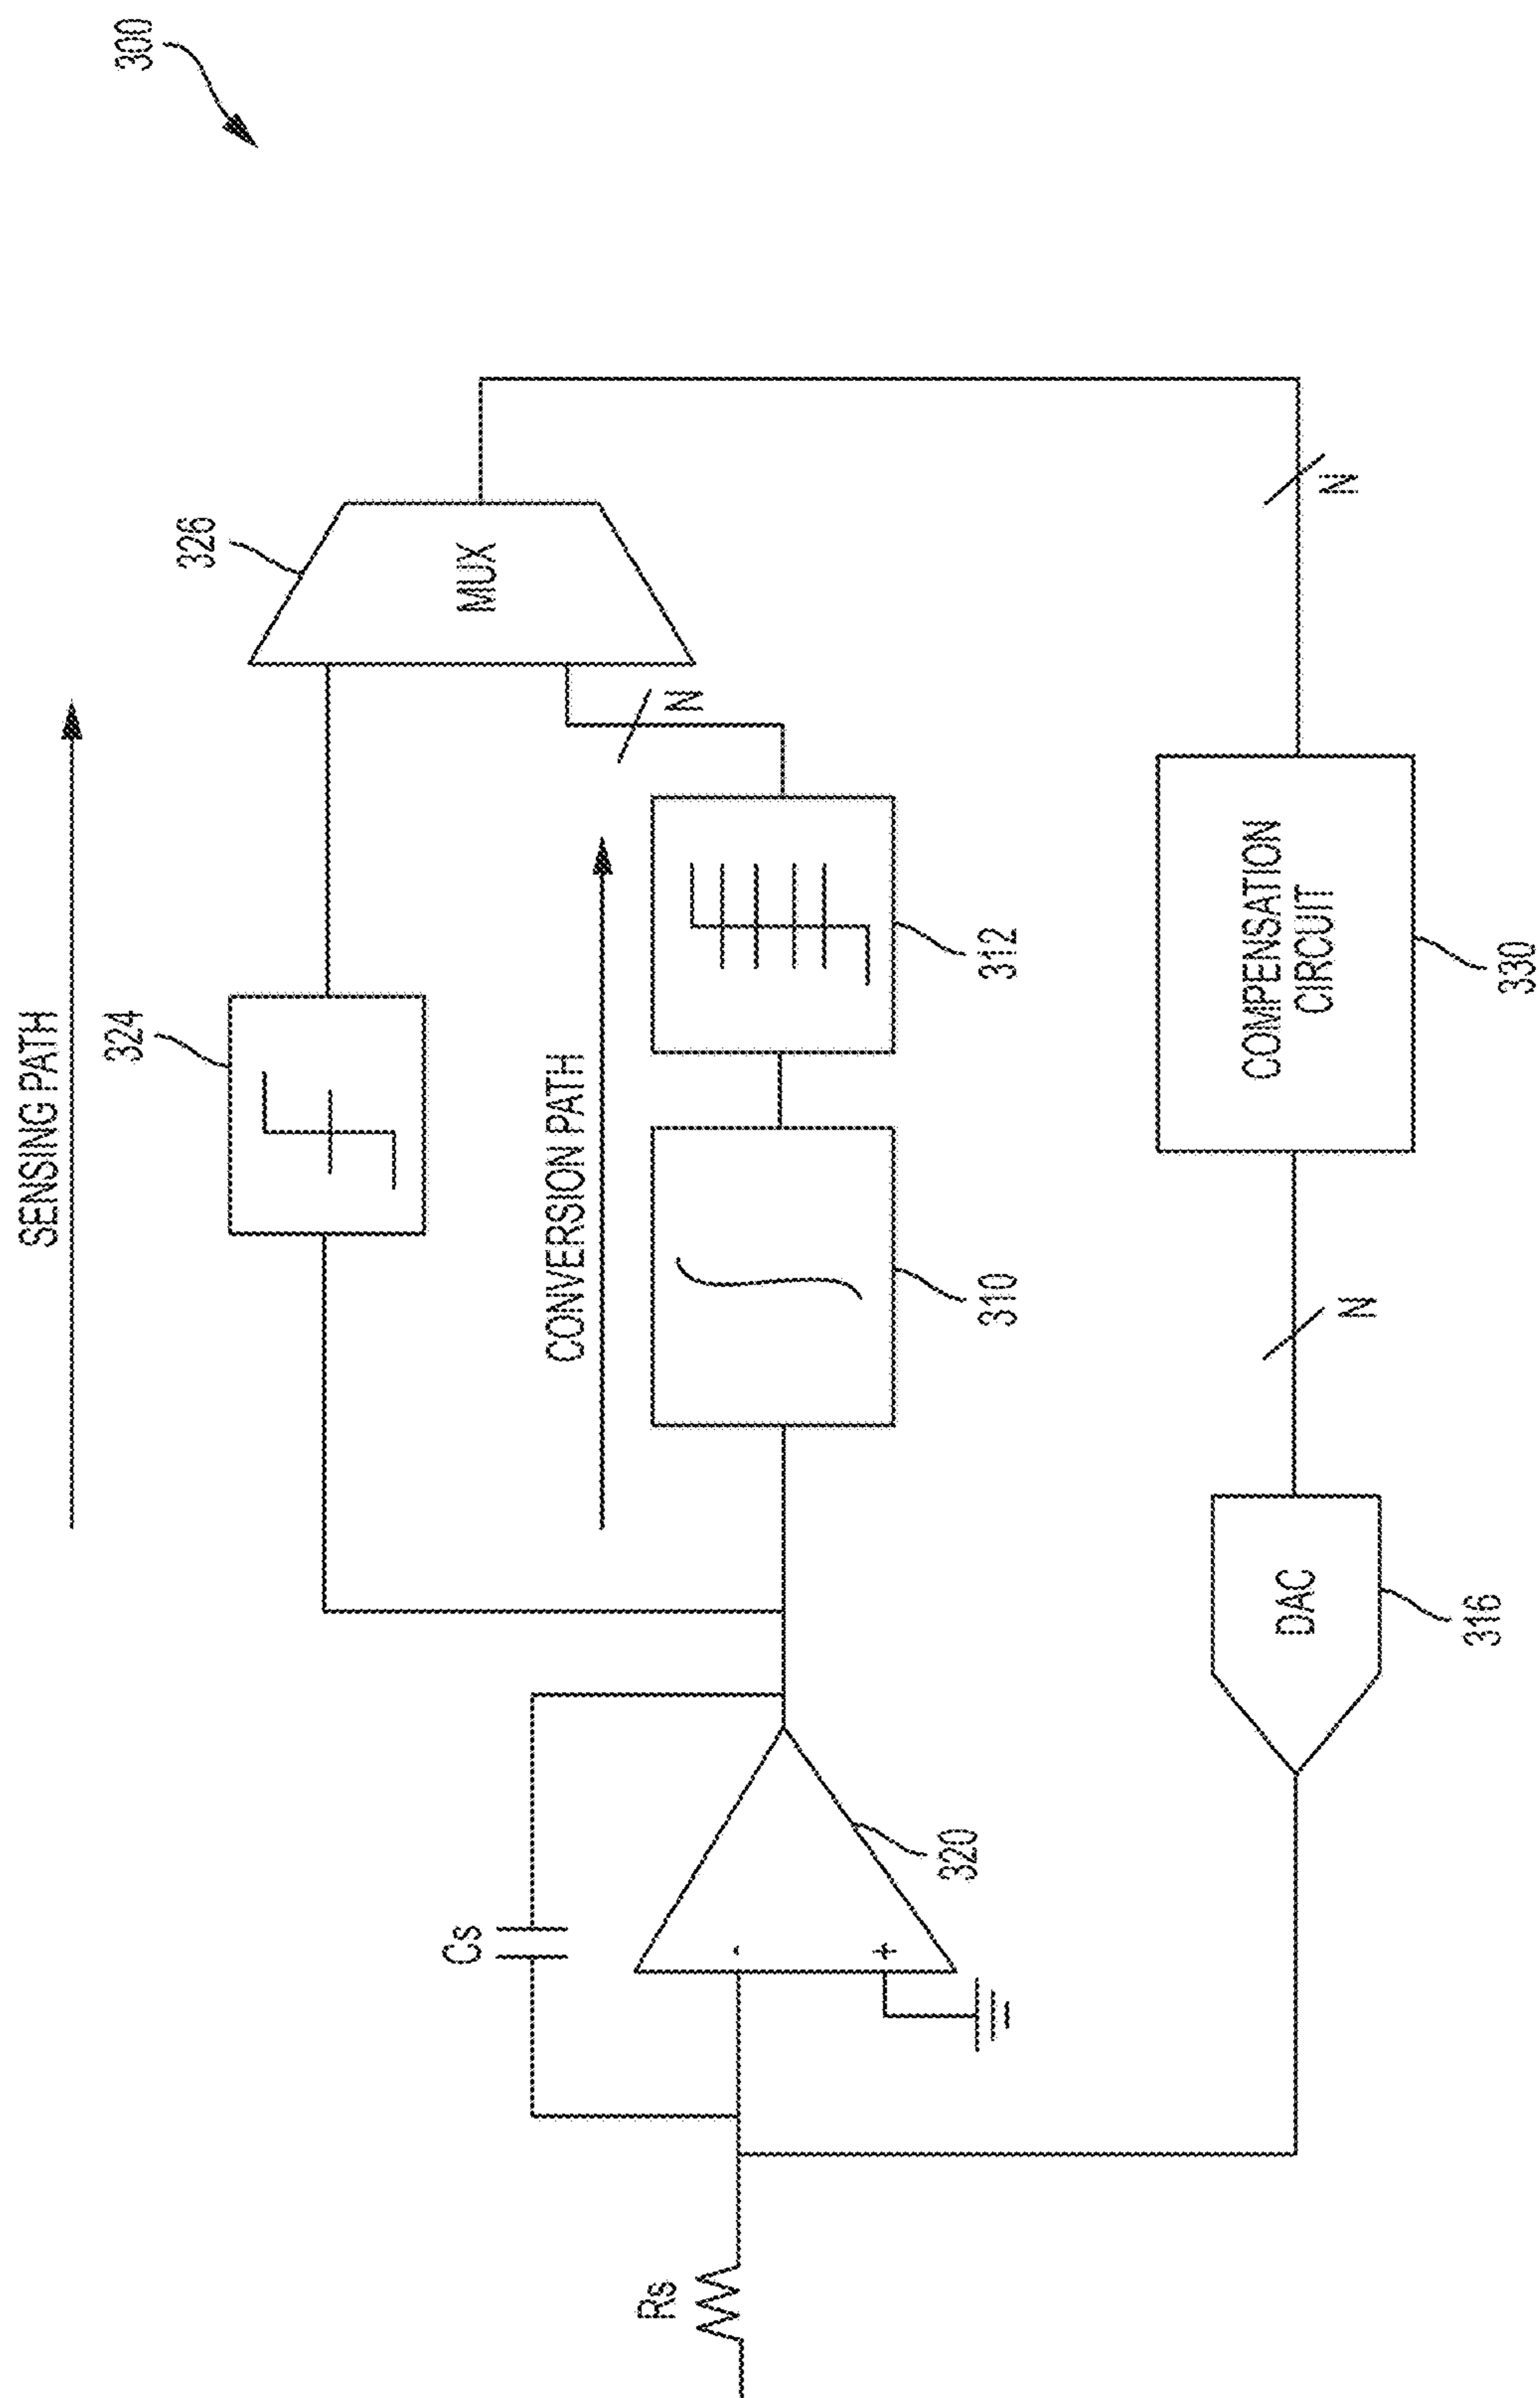 300
SENSING PATH
324
326
MUX
CONVERSION PATH
N
312
310
Cs
-
+
320
Rs
N
COMPENSATION
CIRCUIT
330
N
DAC
316